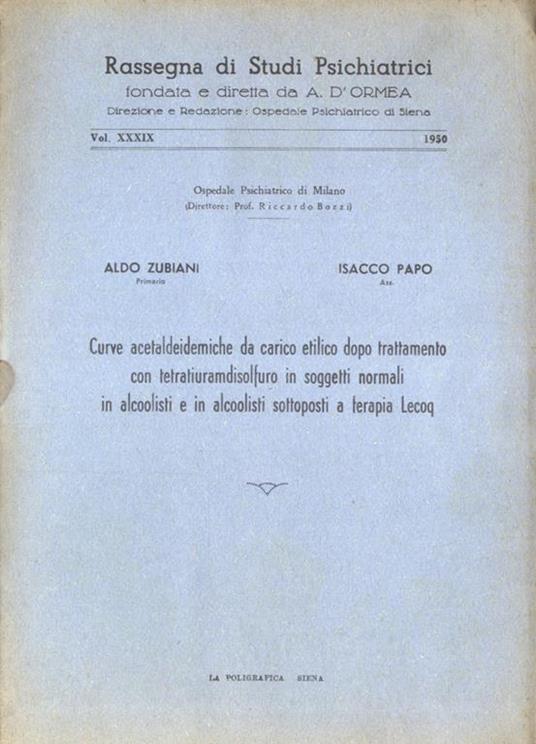 Rassegna di Studi Psichiatrici
fondata e diretta da A. D'ORMEA
Direzione e Redazione: Ospedale Psichiatrico di Siena
Vol. XXXIX 1950
Ospedale Psichiatrico di Milano
(Direttore: Prof. Riccardo Bozzi)
ALDO ZUBIANI ISACCO PAPO
Primario Ass.
Curve acetaldeidemiche da carico etilico dopo trattamento
con tetratiuramdisolfuro in soggetti normali
in alcoolisti e in alcoolisti sottoposti a terapia Lecoq
LA POLIGRAFICA SIENA